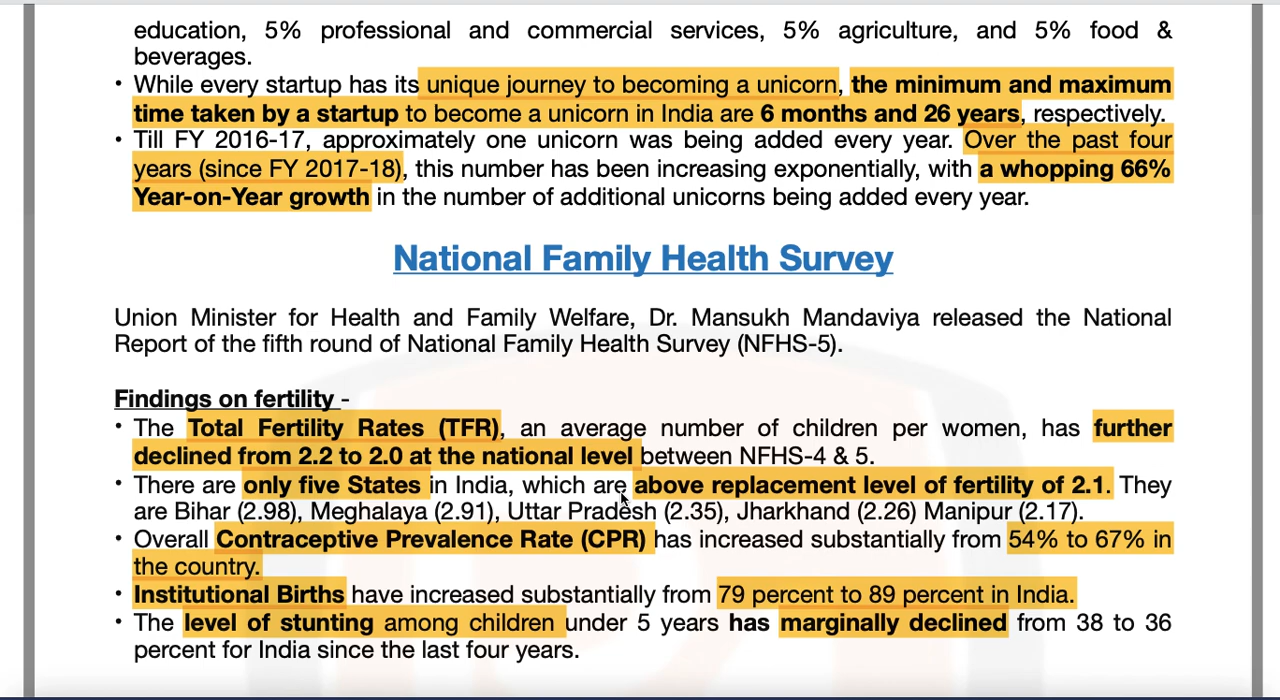 education, 5% professional and commercial services, 5% agriculture, and 5% food &
beverages.
• While every startup has its unique journey to becoming a unicorn, the minimum and maximum
time taken by a startup to become a unicorn in India are 6 months and 26 years, respectively.
• Till FY 2016-17, approximately one unicorn was being added every year. Over the past four
years (since FY 2017-18), this number has been increasing exponentially, with a whopping 66%
Year-on-Year growth in the number of additional unicorns being added every year.
National Family Health Survey
Union Minister for Health and Family Welfare, Dr. Mansukh Mandaviya released the National
Report of the fifth round of National Family Health Survey (NFHS-5).
Findings on fertility -
• The Total Fertility Rates (TFR), an average number of children per women, has further
declined from 2.2 to 2.0 at the national level between NFHS-4 & 5.
• There are only five States in India, which are above replacement level of fertility of 2.1. They
are Bihar (2.98), Meghalaya (2.91), Uttar Pradesh (2.35), Jharkhand (2.26) Manipur (2.17).
• Overall Contraceptive Prevalence Rate (CPR) has increased substantially from 54% to 67% in
the country.
• Institutional Births have increased substantially from 79 percent to 89 percent in India.
• The level of stunting among children under 5 years has marginally declined from 38 to 36
percent for India since the last four years.